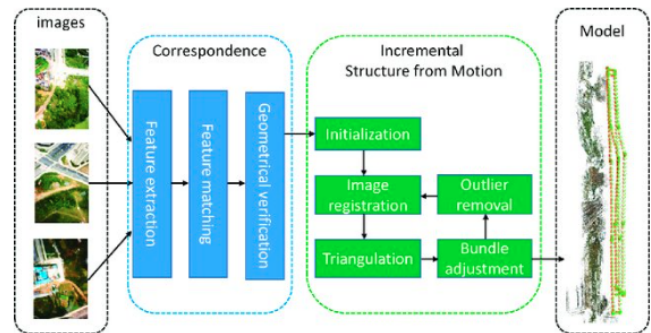 images
Correspondence
Feature extraction
Feature matching
Geometrical verification
Incremental
Structure from Motion
Initialization
Image
registration
Outlier
removal
Triangulation
Bundle
adjustment
Model